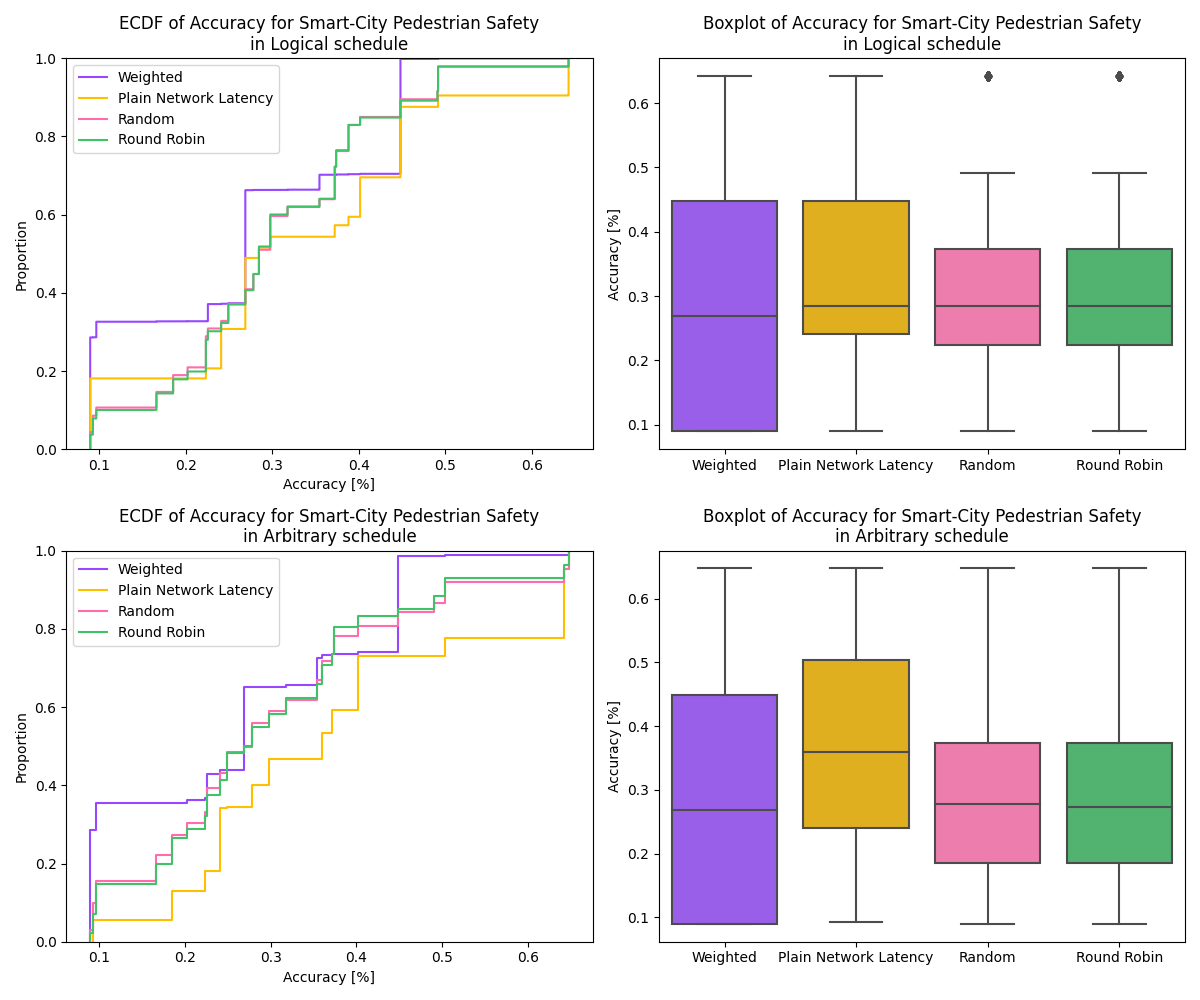 ECDF of Accuracy for Smart-City Pedestrian Safety
in Logical schedule
1.0
0.8
0.6
0.4
0.2
0.0
Proportion
Weighted
Plain Network Latency
Random
Round Robin
0.1 0.2 0.3 0.4 0.5 0.6
Accuracy [%]
Boxplot of Accuracy for Smart-City Pedestrian Safety
in Logical schedule
0.6
0.5
0.4
0.3
0.2
0.1
Accuracy [%]
Weighted Plain Network Latency Random Round Robin
ECDF of Accuracy for Smart-City Pedestrian Safety
in Arbitrary schedule
1.0
0.8
0.6
0.4
0.2
0.0
Proportion
Weighted
Plain Network Latency
Random
Round Robin
0.1 0.2 0.3 0.4 0.5 0.6
Accuracy [%]
Boxplot of Accuracy for Smart-City Pedestrian Safety
in Arbitrary schedule
0.6
0.5
0.4
0.3
0.2
0.1
Accuracy [%]
Weighted Plain Network Latency Random Round Robin